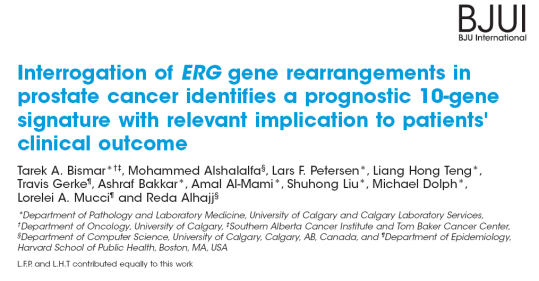 BJUI
BJU International
Interrogation of ERG gene rearrangements in
prostate cancer identifies a prognostic 10-gene
signature with relevant implication to patients'
clinical outcome
Tarek A. Bismar*†‡, Mohammed Alshalalfa§, Lars F. Petersen*, Liang Hong Teng*,
Travis Gerke¶, Ashraf Bakkar*, Amal Al-Mami*, Shuhong Liu*, Michael Dolph*,
Lorelei A. Mucci¶ and Reda Alhajj§
*Department of Pathology and Laboratory Medicine, University of Calgary and Calgary Laboratory Services,
†Department of Oncology, University of Calgary, ‡Southern Alberta Cancer Institute and Tom Baker Cancer Center,
§Department of Computer Science, University of Calgary, Calgary, AB, Canada, and ¶Department of Epidemiology,
Harvard School of Public Health, Boston, MA, USA
L.F.P. and L.H.T contributed equally to this work